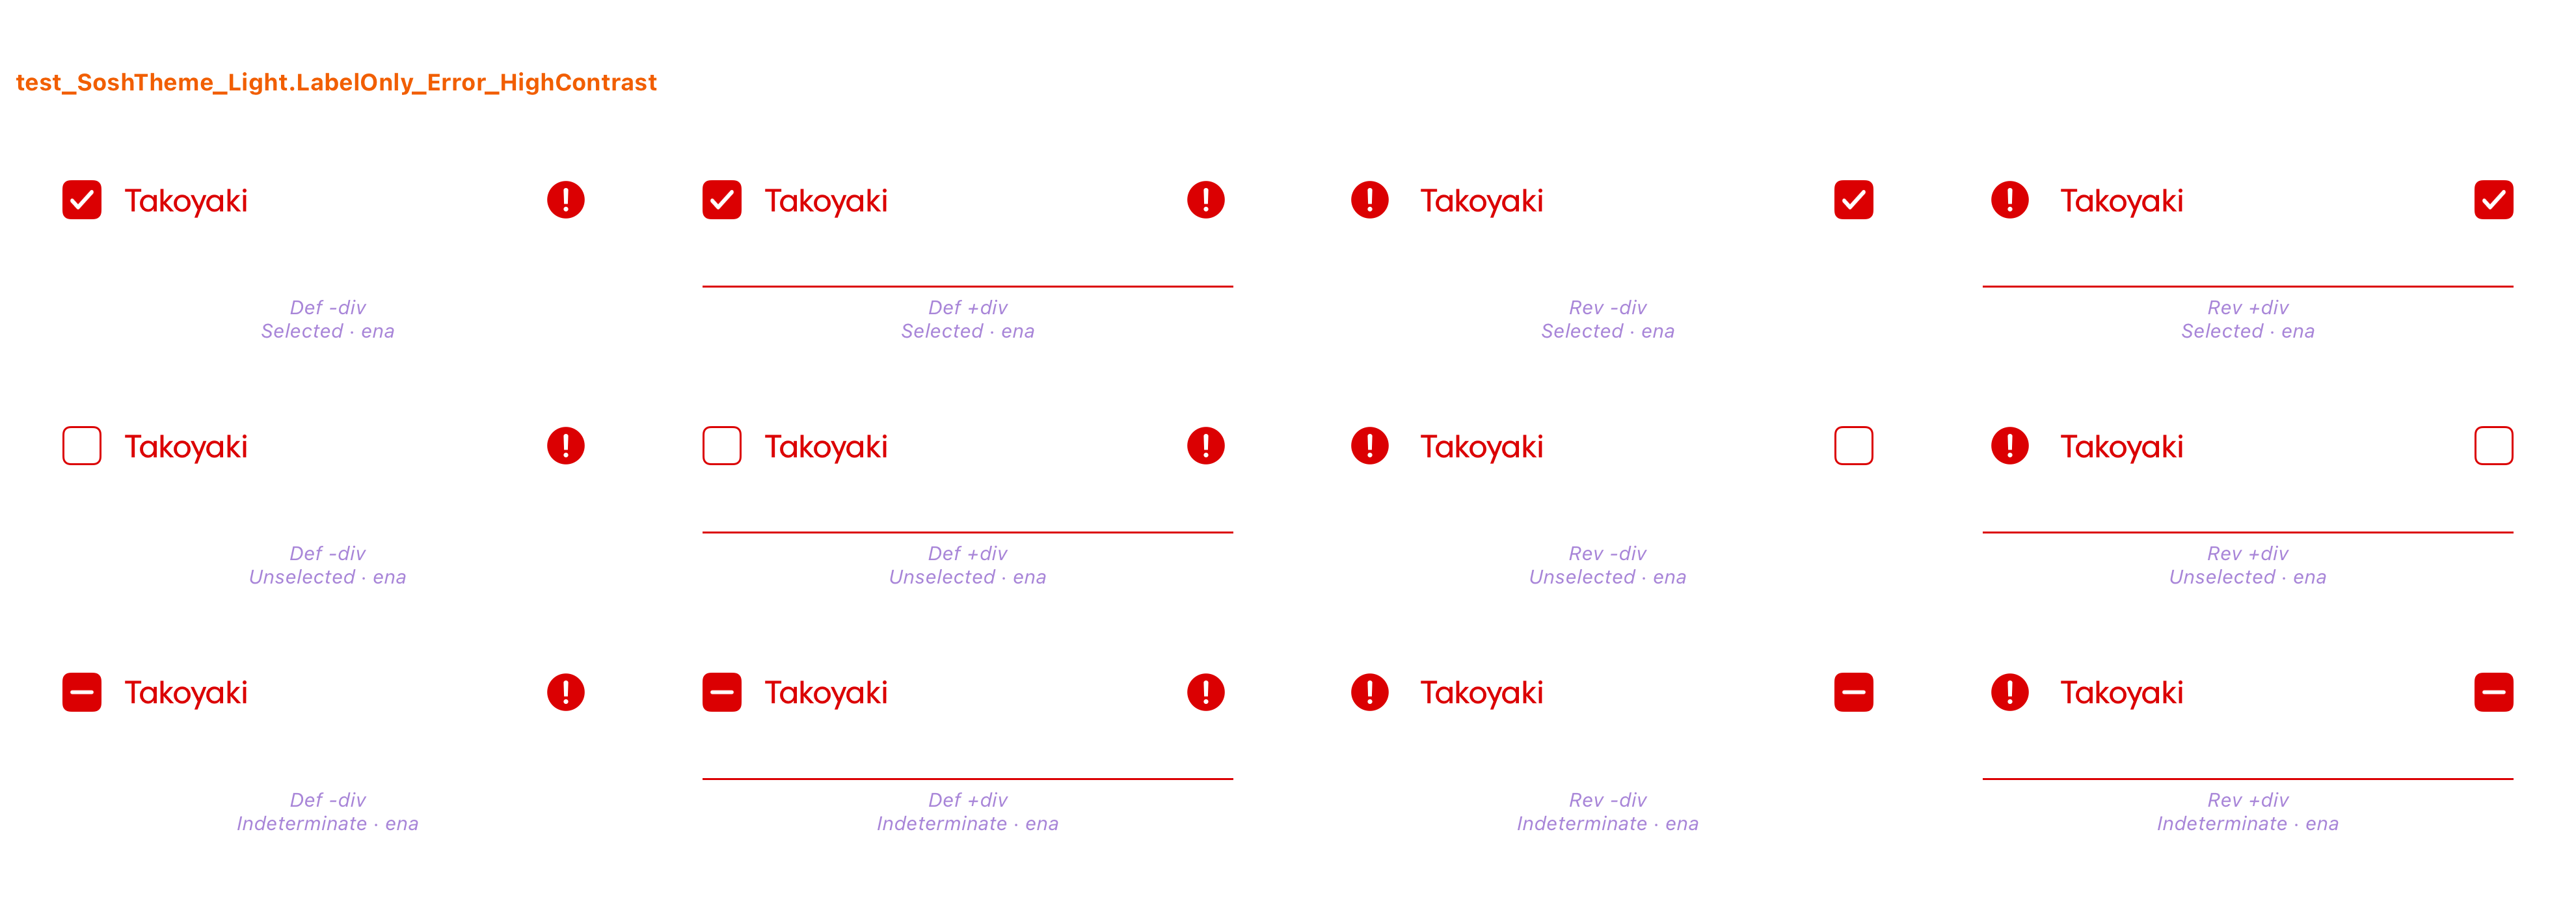 test_SoshTheme_Light.LabelOnly_Error_HighContrast
Takoyaki
Takoyaki
Takoyaki
Takoyaki
Def -div
Selected · ena
Def +div
Selected · ena
Rev -div
Selected · ena
Rev +div
Selected · ena
Takoyaki
Takoyaki
Takoyaki
Takoyaki
Def -div
Unselected · ena
Def +div
Unselected · ena
Rev -div
Unselected · ena
Rev +div
Unselected · ena
Takoyaki
Takoyaki
Takoyaki
Takoyaki
Def -div
Indeterminate · ena
Def +div
Indeterminate · ena
Rev -div
Indeterminate · ena
Rev +div
Indeterminate · ena